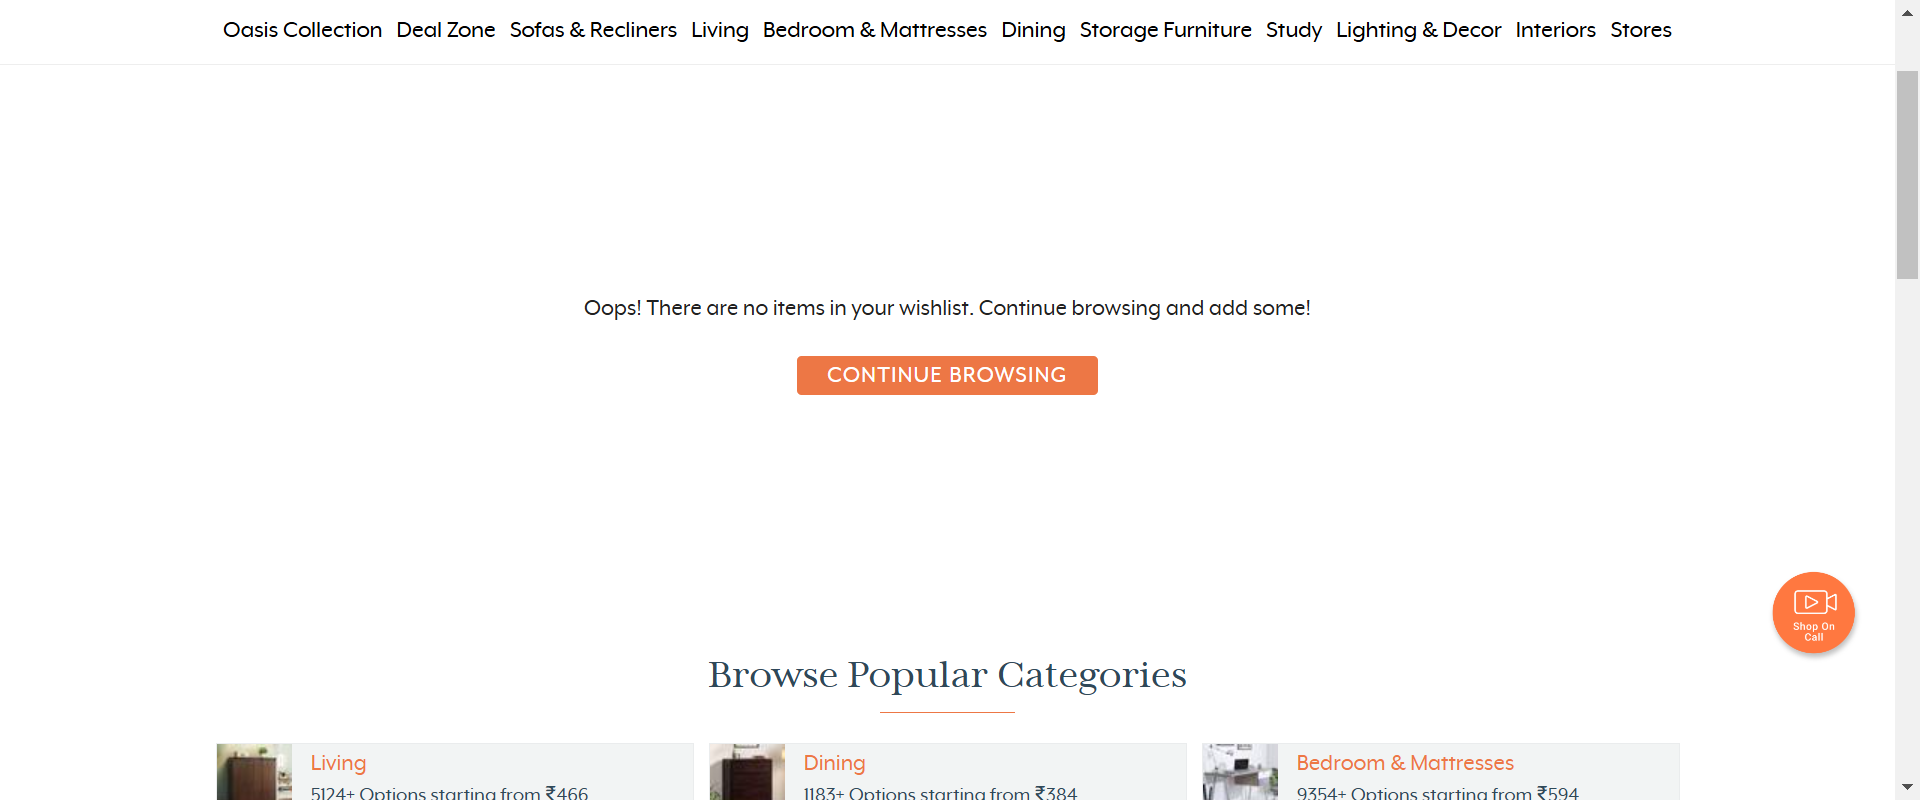 Oasis Collection Deal Zone Sofas & Recliners Living Bedroom & Mattresses Dining Storage Furniture Study Lighting & Decor Interiors Stores
Oops! There are no items in your wishlist. Continue browsing and add some!
CONTINUE BROWSING
Shop On
Call
Browse Popular Categories
Living
5124+ Options starting from ₹466
Dining
1183+ Options starting from ₹384
Bedroom & Mattresses
9354+ Options starting from ₹594